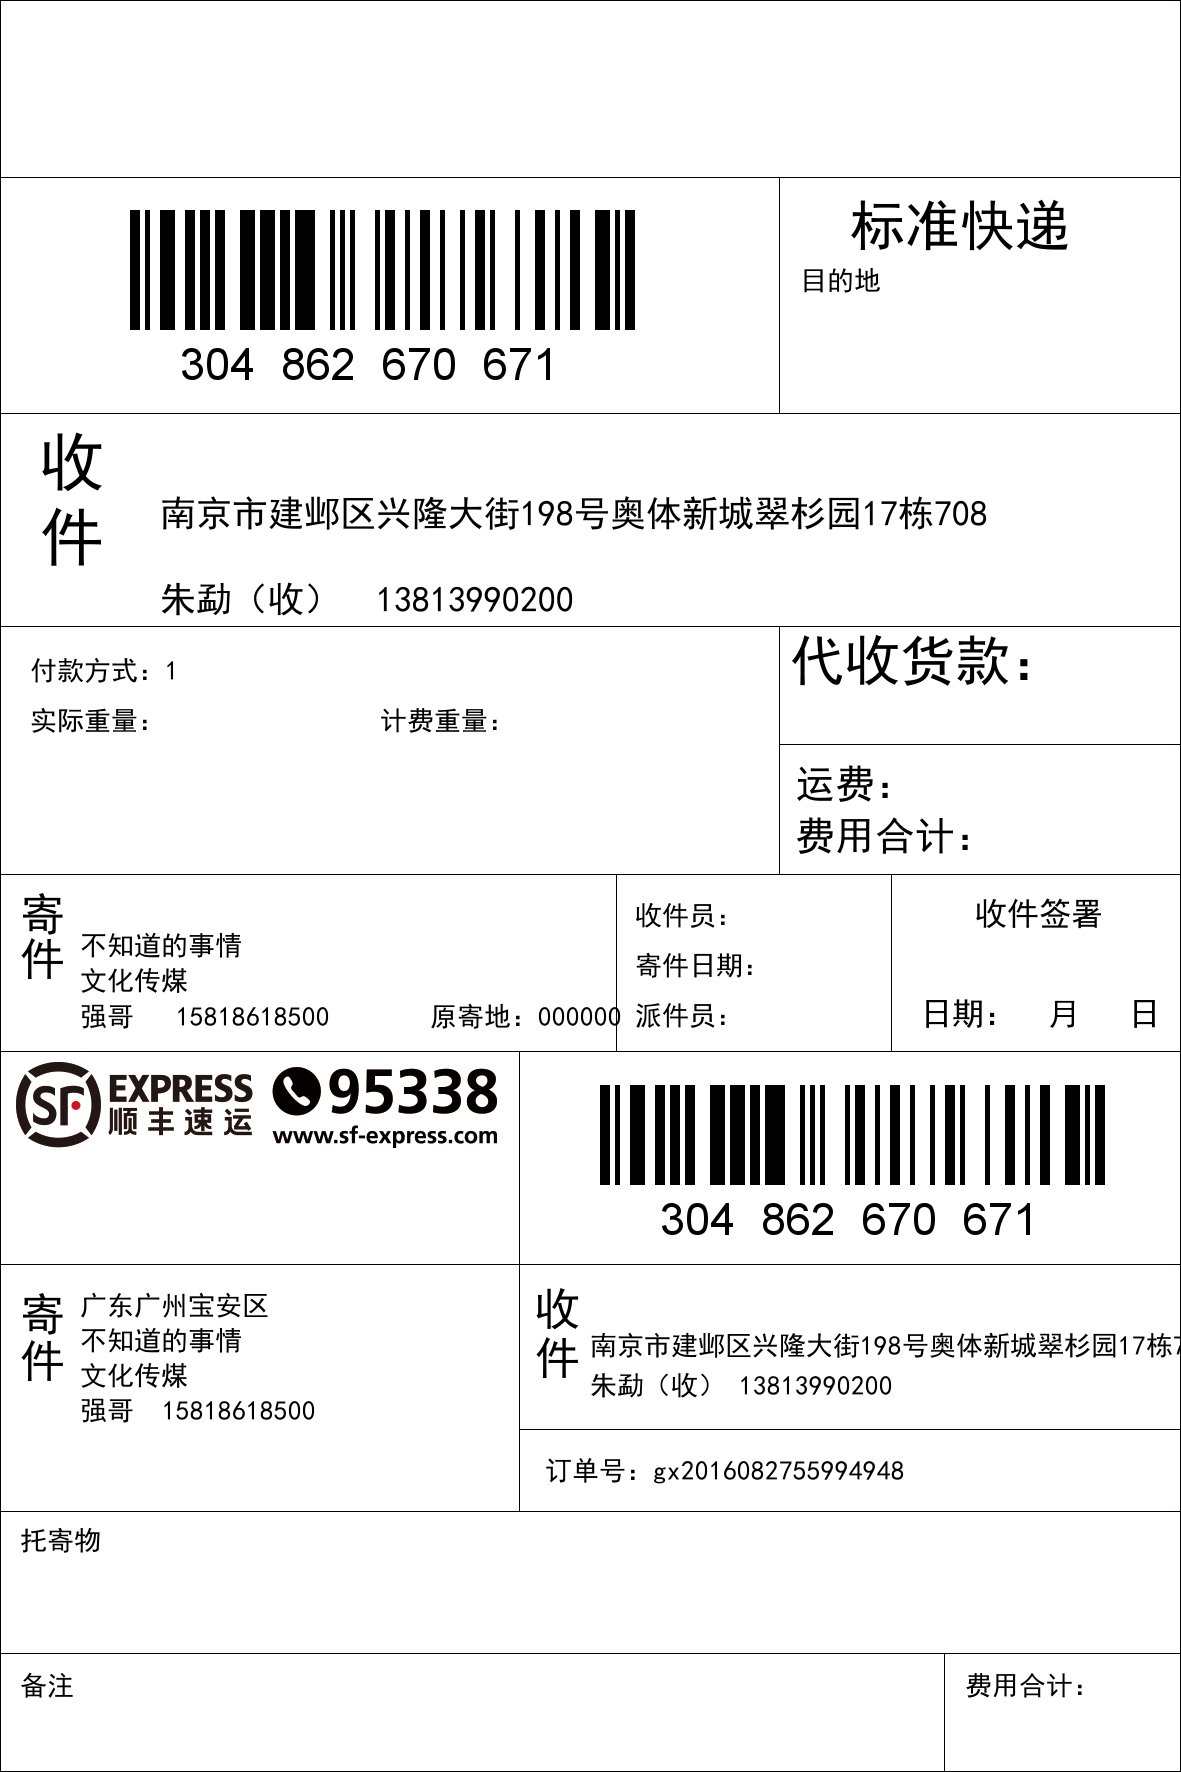 标准快递
目的地
304 862 670 671
收件
南京市建邺区兴隆大街198号奥体新城翠杉园17栋708
朱勐（收） 13813990200
付款方式：1
实际重量： 计费重量：
代收货款：
运费：
费用合计：
寄件
不知道的事情
文化传煤
强哥 15818618500 原寄地：000000
收件员：
寄件日期：
派件员：
收件签署
日期： 月 日
SF EXPRESS
顺丰速运
95338
www.sf-express.com
304 862 670 671
寄件
广东广州宝安区
不知道的事情
文化传煤
强哥 15818618500
收件
南京市建邺区兴隆大街198号奥体新城翠杉园17栋7
朱勐（收） 13813990200
订单号：gx2016082755994948
托寄物
备注
费用合计：